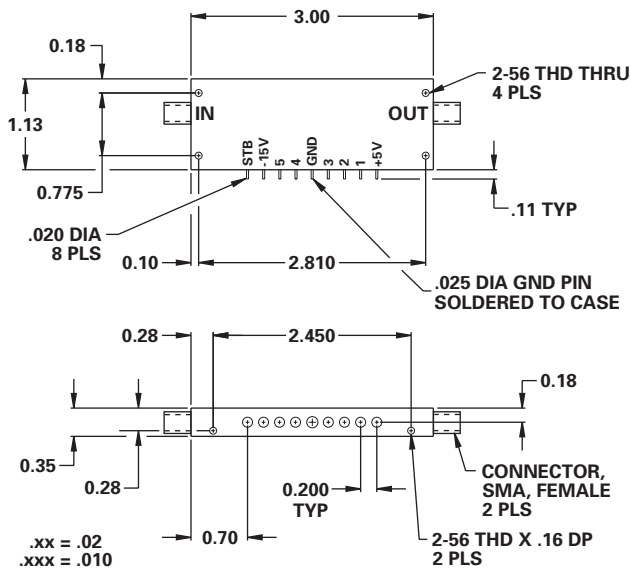 3.00
0.18
2-56 THD THRU
4 PLS
IN
OUT
1.13
STB
-15V
5
4
GND
3
2
1
+5V
0.775
.11 TYP
.020 DIA
8 PLS
0.10
2.810
.025 DIA GND PIN
SOLDERED TO CASE
0.28
2.450
0.18
0.35
0.28
0.200
TYP
CONNECTOR,
SMA, FEMALE
2 PLS
0.70
2-56 THD X .16 DP
2 PLS
.xx = .02
.xxx = .010